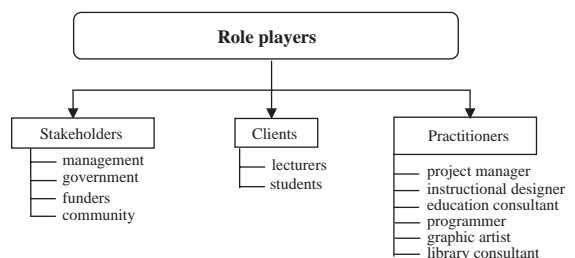 Role players
Stakeholders
management
government
funders
community
Clients
lecturers
students
Practitioners
project manager
instructional designer
education consultant
programmer
graphic artist
library consultant